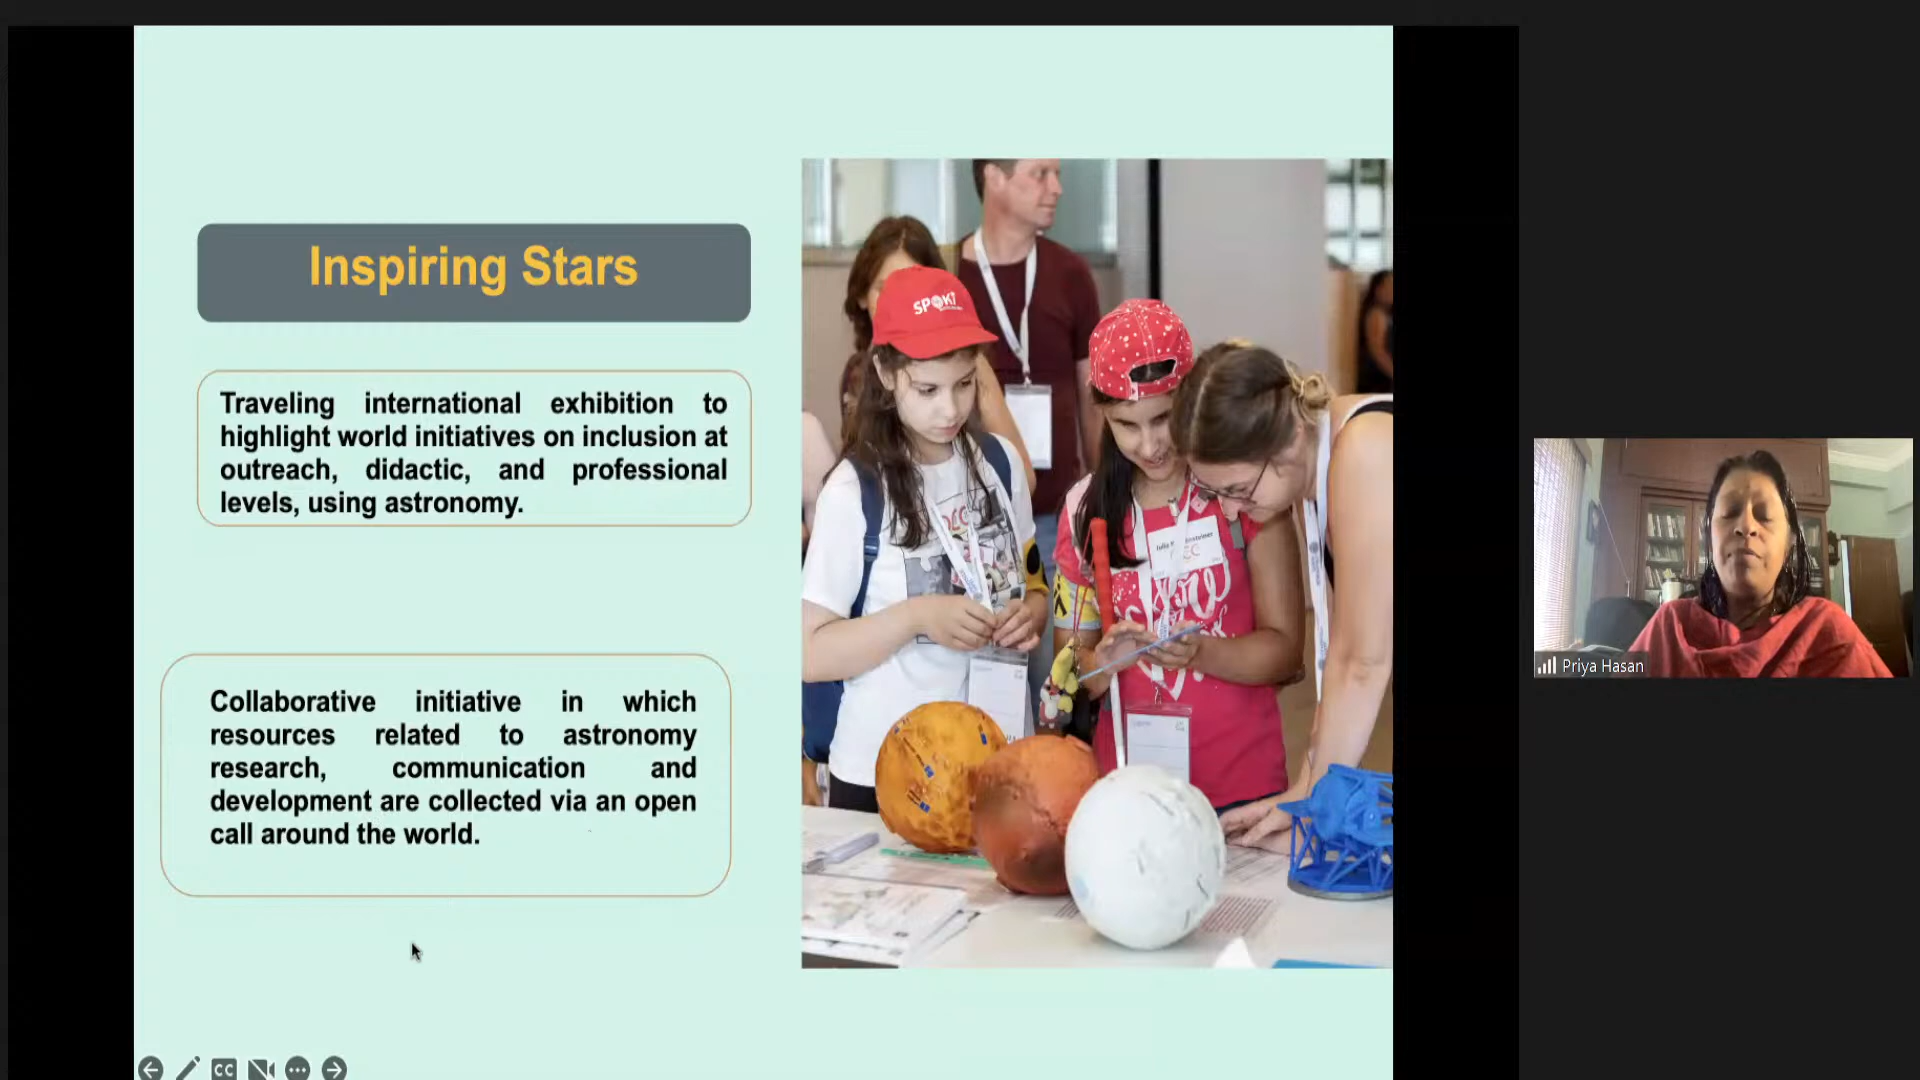 Inspiring Stars
Traveling international exhibition to
highlight world initiatives on inclusion at
outreach, didactic, and professional
levels, using astronomy.
Collaborative initiative in which
resources related to astronomy
research, communication and
development are collected via an open
call around the world.
SPOKI
Priya Hasan
CC